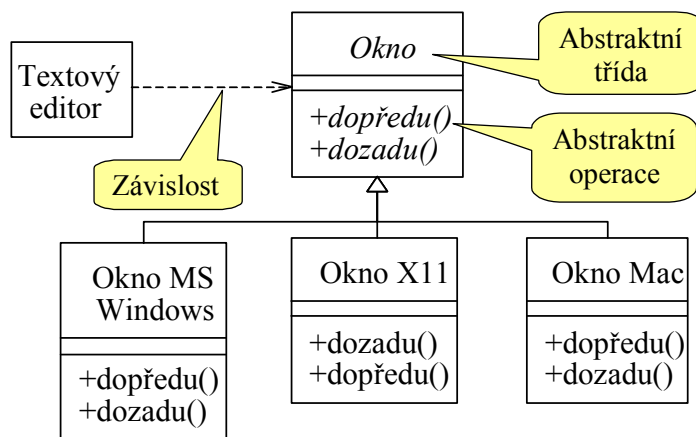 Okno
Abstraktní
třída
Textový
editor
+dopředu()
+dozadu()
Abstraktní
operace
Závislost
Okno MS
Windows
+dopředu()
+dozadu()
Okno X11
+dozadu()
+dopředu()
Okno Mac
+dopředu()
+dozadu()